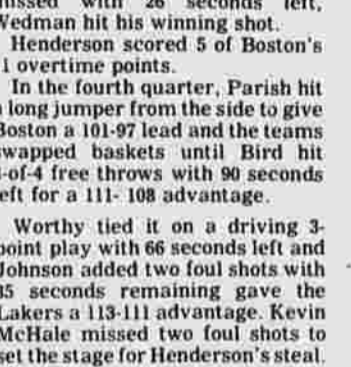 missed with 26 seconds left,
Wedman hit his winning shot.
Henderson scored 5 of Boston's
1 overtime points.
In the fourth quarter, Parish hit
long jumper from the side to give
Boston a 101-97 lead and the teams
swapped baskets until Bird hit
-of-4 free throws with 90 seconds
left for a 111- 108 advantage.
Worthy tied it on a driving 3-
point play with 66 seconds left and
Johnson added two foul shots with
35 seconds remaining gave the
Lakers a 113-111 advantage. Kevin
McHale missed two foul shots to
set the stage for Henderson's steal.